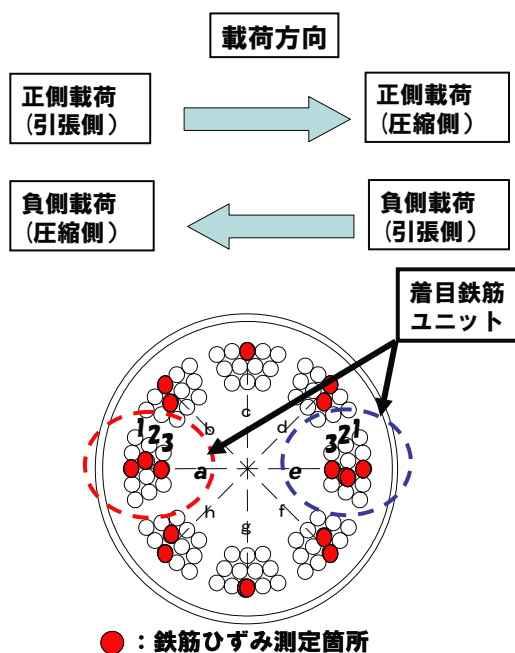 載荷方向
正側載荷
(引張側)
正側載荷
(圧縮側)
負側載荷
(圧縮側)
負側載荷
(引張側)
着目鉄筋
ユニット
c
b
d
1 2 3
3 2 1
a
e
h
f
g
:鉄筋ひずみ測定箇所